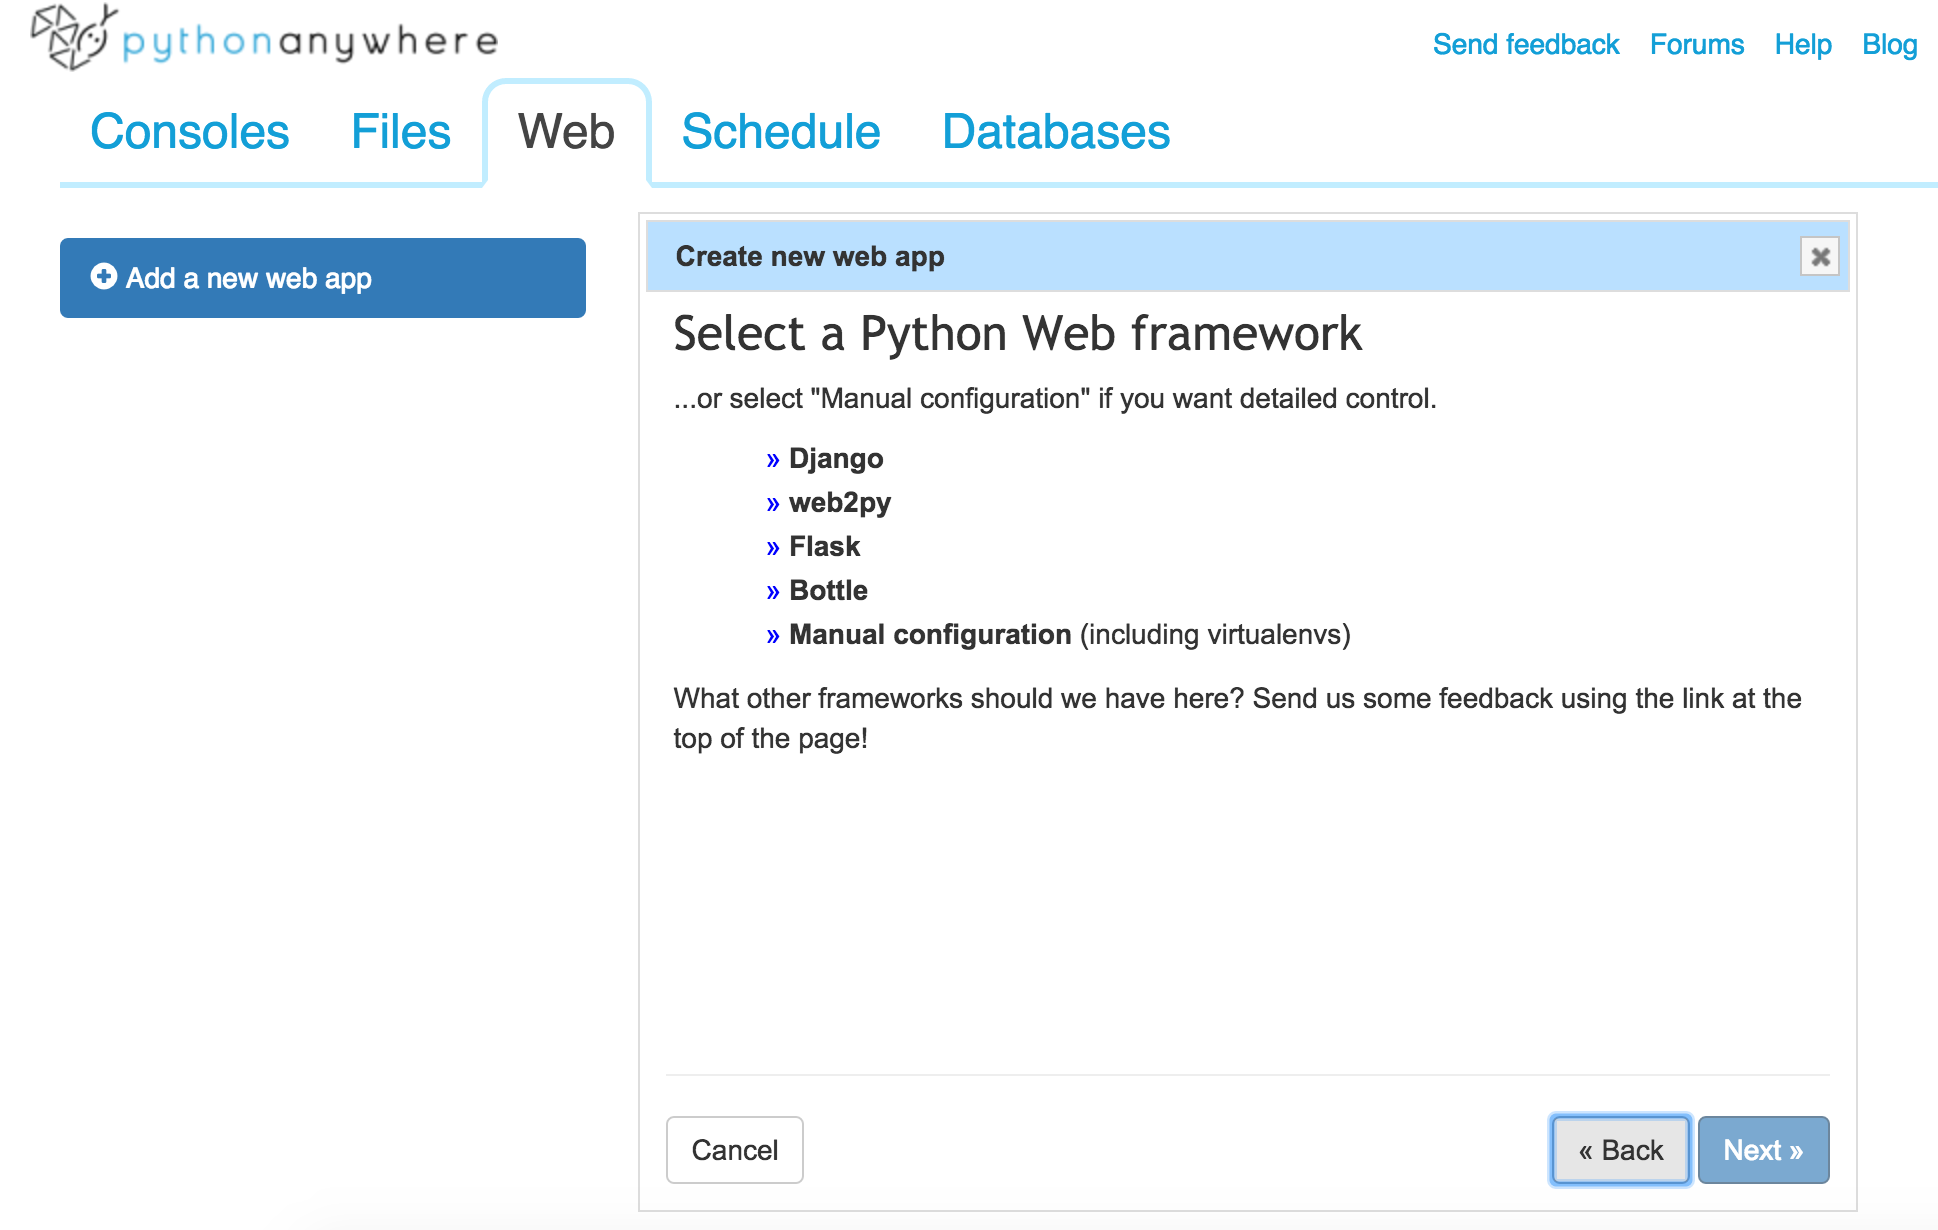 pythonanywhere
Send feedback Forums Help Blog
Consoles Files Web Schedule Databases
Add a new web app
Create new web app
Select a Python Web framework
...or select "Manual configuration" if you want detailed control.
» Django
» web2py
» Flask
» Bottle
» Manual configuration (including virtualenvs)
What other frameworks should we have here? Send us some feedback using the link at the
top of the page!
Cancel « Back Next »